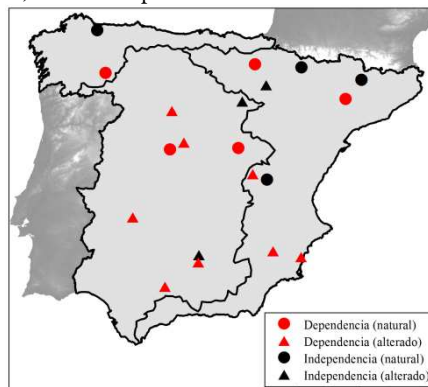 Dependencia (natural)
Dependencia (alterado)
Independencia (natural)
Independencia (alterado)